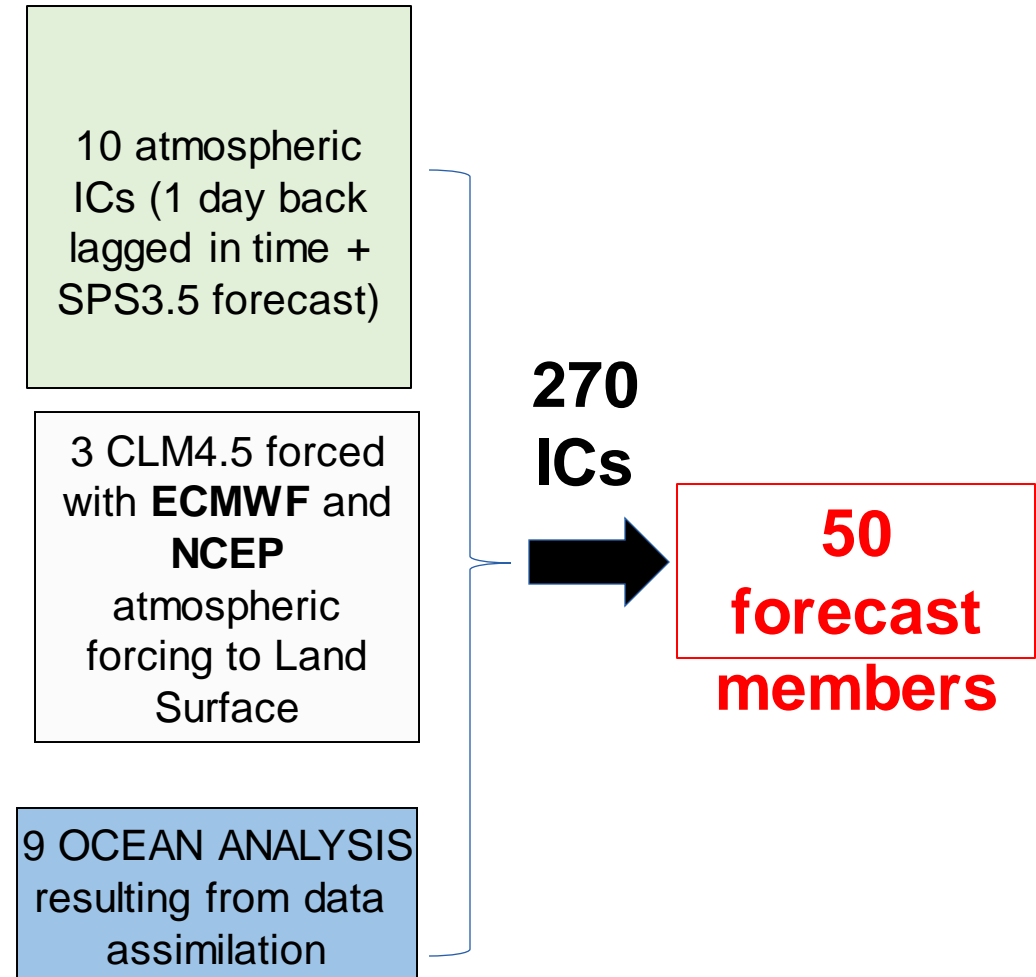 10 atmospheric
ICs (1 day back
lagged in time +
SPS3.5 forecast)
3 CLM4.5 forced
with ECMWF and
NCEP
atmospheric
forcing to Land
Surface
9 OCEAN ANALYSIS
resulting from data
assimilation
270
ICs
50
forecast
members